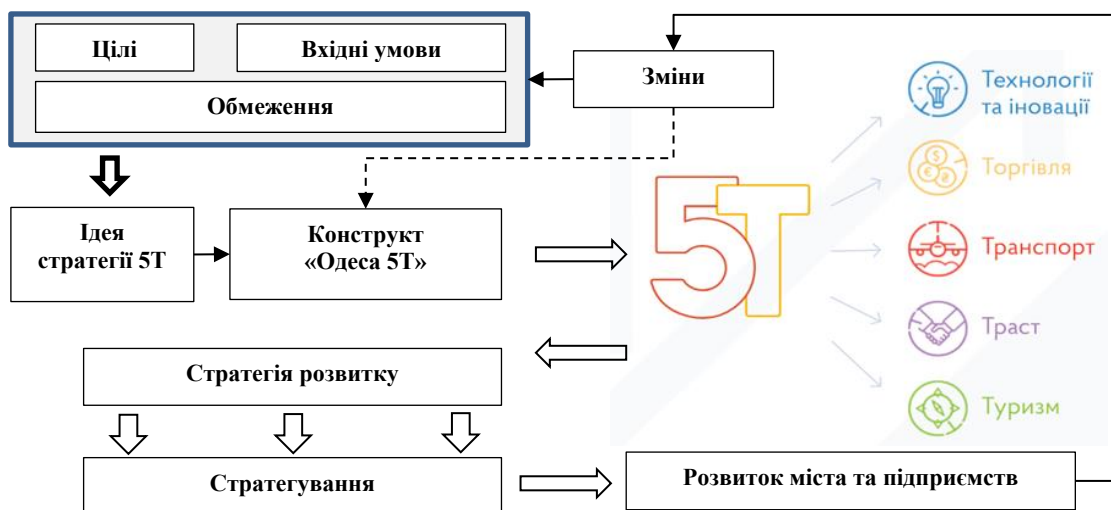 Цілі
Вхідні умови
Обмеження
Зміни
Ідея
стратегії 5Т
Конструкт
«Одеса 5Т»
5T
Технології
та іновації
Торгівля
Транспорт
Траст
Туризм
Стратегія розвитку
Стратегування
Розвиток міста та підприємств